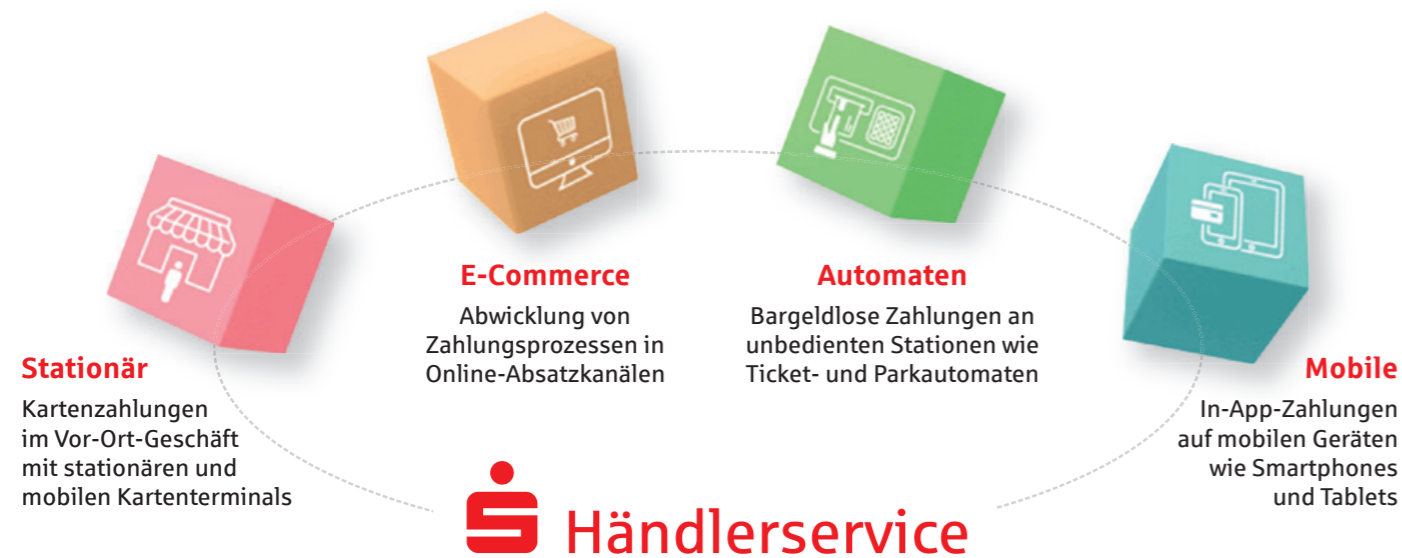 E-Commerce
Abwicklung von
Zahlungsprozessen in
Online-Absatzkanälen
Automaten
Bargeldlose Zahlungen an
unbedienten Stationen wie
Ticket- und Parkautomaten
Stationär
Kartenzahlungen
im Vor-Ort-Geschäft
mit stationären und
mobilen Kartenterminals
Mobile
In-App-Zahlungen
auf mobilen Geräten
wie Smartphones
und Tablets
Händlerservice